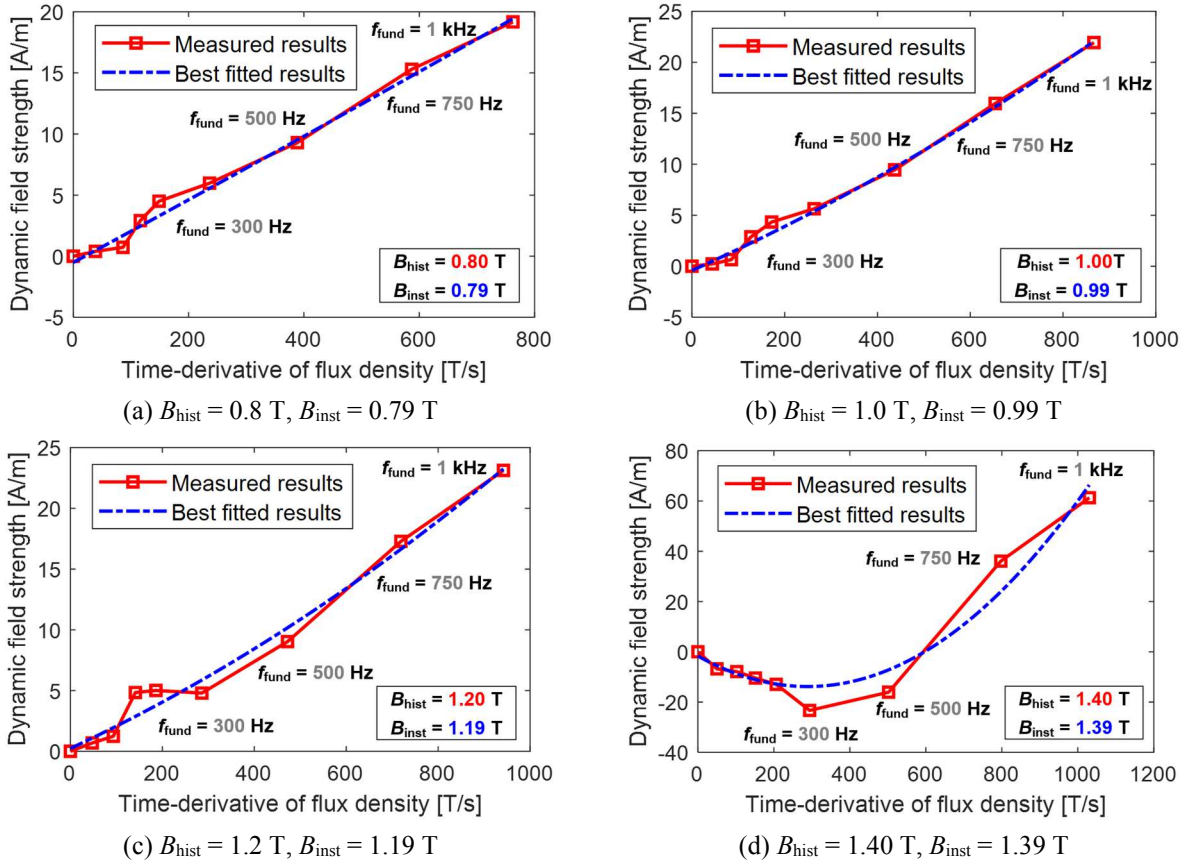 Dynamic field strength [A/m]
20
15
10
5
0
-5
Measured results
Best fitted results
f_fund = 1 kHz
f_fund = 750 Hz
f_fund = 500 Hz
f_fund = 300 Hz
B_hist = 0.80 T
B_inst = 0.79 T
0 200 400 600 800
Time-derivative of flux density [T/s]
(a) B_hist = 0.8 T, B_inst = 0.79 T
Dynamic field strength [A/m]
25
20
15
10
5
0
-5
Measured results
Best fitted results
f_fund = 1 kHz
f_fund = 500 Hz
f_fund = 750 Hz
f_fund = 300 Hz
B_hist = 1.00T
B_inst = 0.99 T
0 200 400 600 800 1000
Time-derivative of flux density [T/s]
(b) B_hist = 1.0 T, B_inst = 0.99 T
Dynamic field strength [A/m]
25
20
15
10
5
0
Measured results
Best fitted results
f_fund = 1 kHz
f_fund = 750 Hz
f_fund = 500 Hz
f_fund = 300 Hz
B_hist = 1.20 T
B_inst = 1.19 T
0 200 400 600 800 1000
Time-derivative of flux density [T/s]
(c) B_hist = 1.2 T, B_inst = 1.19 T
Dynamic field strength [A/m]
80
60
40
20
0
-20
-40
Measured results
Best fitted results
f_fund = 1 kHz
f_fund = 750 Hz
f_fund = 500 Hz
f_fund = 300 Hz
B_hist = 1.40 T
B_inst = 1.39 T
0 200 400 600 800 1000 1200
Time-derivative of flux density [T/s]
(d) B_hist = 1.40 T, B_inst = 1.39 T